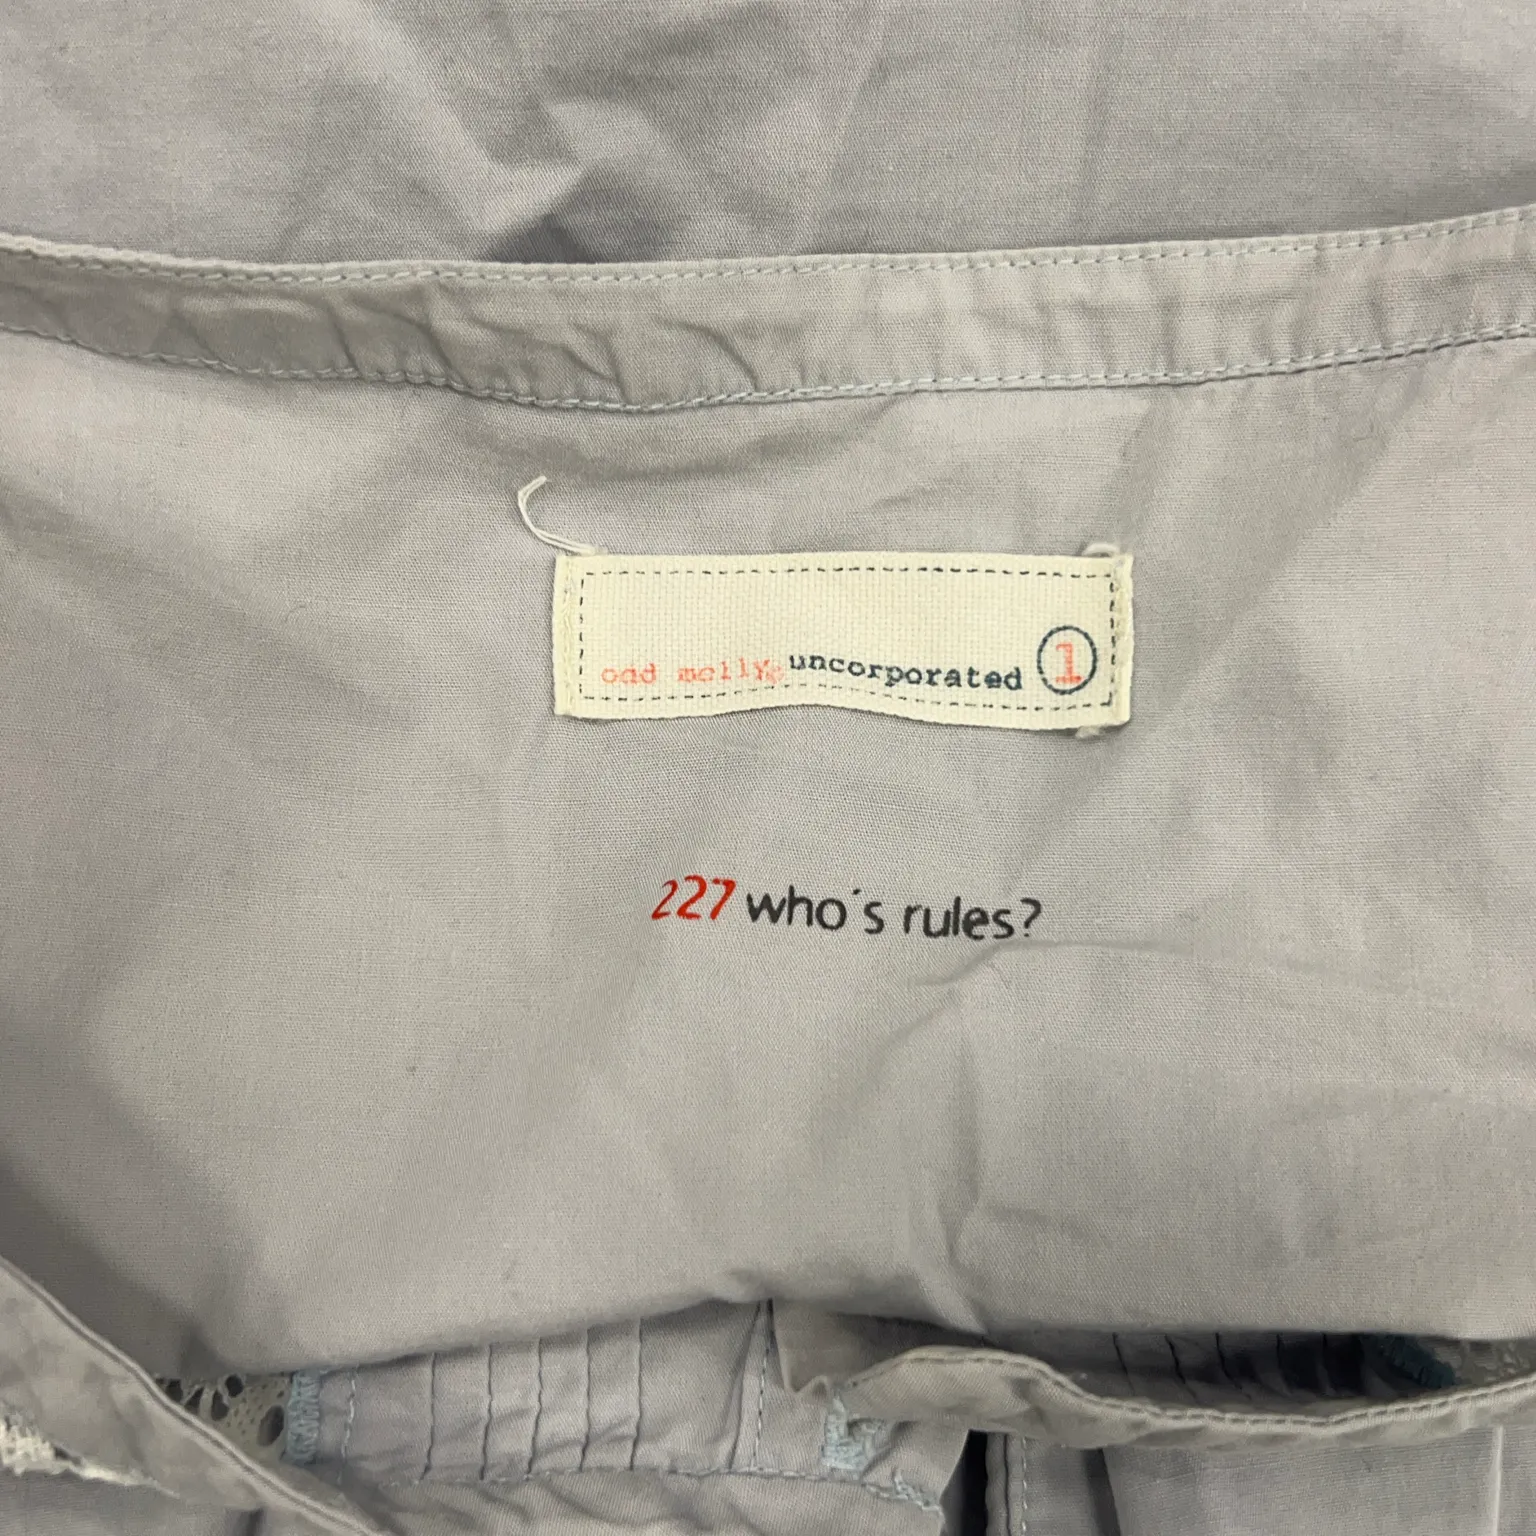 odd molly uncorporated 1
227 who´s rules?